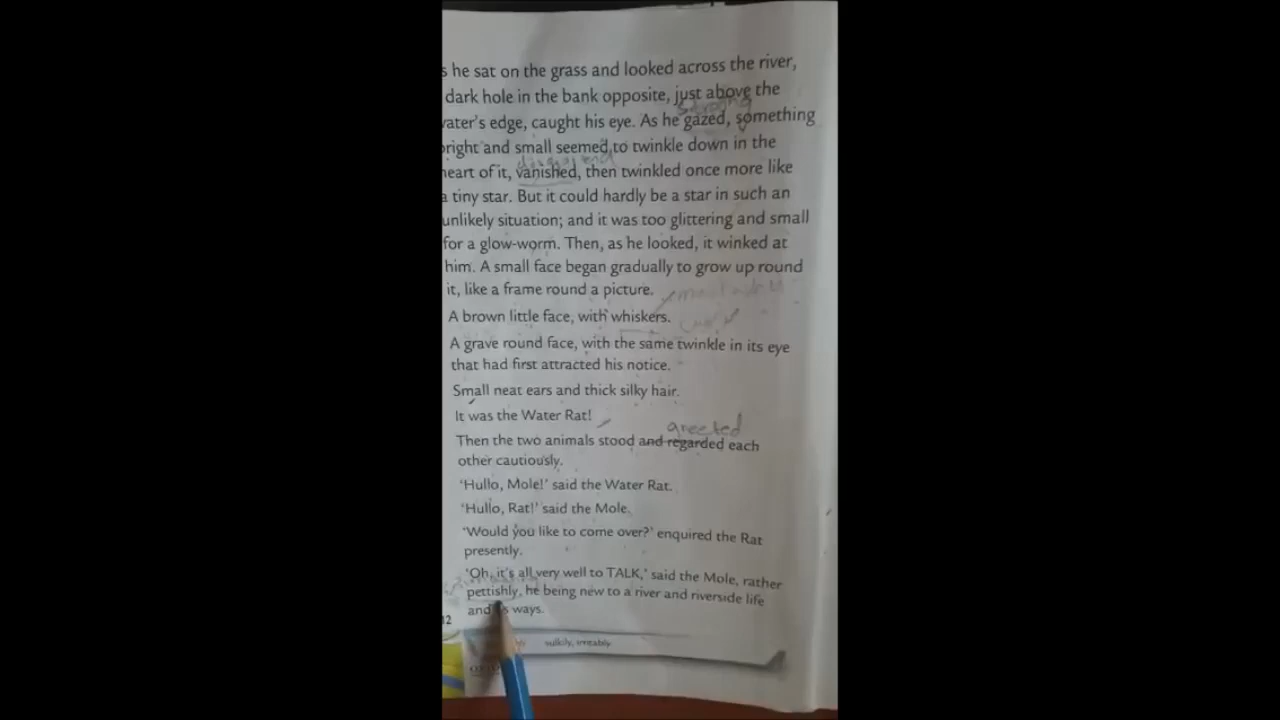 s he sat on the grass and looked across the river,
dark hole in the bank opposite, just above the
staring
vater's edge, caught his eye. As he gazed, something
right and small seemed to twinkle down in the
heart of it, vanished, then twinkled once more like
a tiny star. But it could hardly be a star in such an
unlikely situation; and it was too glittering and small
for a glow-worm. Then, as he looked, it winked at
him. A small face began gradually to grow up round
it, like a frame round a picture.
A brown little face, with whiskers.
A grave round face, with the same twinkle in its eye
that had first attracted his notice.
Small neat ears and thick silky hair.
It was the Water Rat!
greeted
Then the two animals stood and regarded each
other cautiously.
'Hullo, Mole!' said the Water Rat.
'Hullo, Rat!' said the Mole.
'Would you like to come over?' enquired the Rat
presently.
'Oh, it's all very well to TALK,' said the Mole, rather
pettishly, he being new to a river and riverside life
and ways.
12
sulkily, irritably